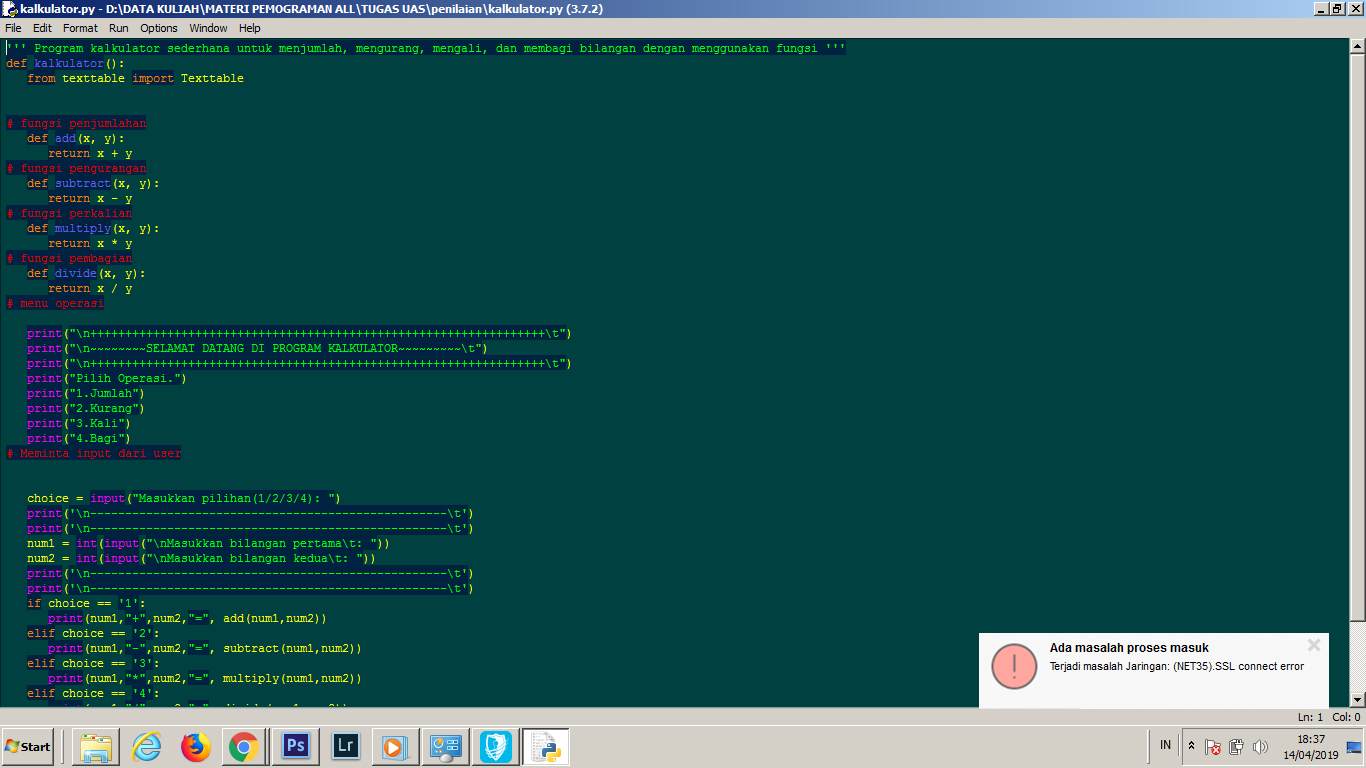 kalkulator.py - D:\DATA KULIAH\MATERI PEMOGRAMAN ALL\TUGAS UAS\penilaian\kalkulator.py (3.7.2)
File Edit Format Run Options Window Help
''' Program kalkulator sederhana untuk menjumlah, mengurang, mengali, dan membagi bilangan dengan menggunakan fungsi '''
def kalkulator():
   from texttable import Texttable
# fungsi penjumlahan
   def add(x, y):
      return x + y
# fungsi pengurangan
   def subtract(x, y):
      return x - y
# fungsi perkalian
   def multiply(x, y):
      return x * y
# fungsi pembagian
   def divide(x, y):
      return x / y
# menu operasi
   print("\n+++++++++++++++++++++++++++++++++++++++++++++++++++++++++++++++++\t")
   print("\n~~~~~~~~SELAMAT DATANG DI PROGRAM KALKULATOR~~~~~~~~~\t")
   print("\n+++++++++++++++++++++++++++++++++++++++++++++++++++++++++++++++++\t")
   print("Pilih Operasi.")
   print("1.Jumlah")
   print("2.Kurang")
   print("3.Kali")
   print("4.Bagi")
# Meminta input dari user
   choice = input("Masukkan pilihan(1/2/3/4): ")
   print('\n---------------------------------------------------\t')
   print('\n---------------------------------------------------\t')
   num1 = int(input("\nMasukkan bilangan pertama\t: "))
   num2 = int(input("\nMasukkan bilangan kedua\t: "))
   print('\n---------------------------------------------------\t')
   print('\n---------------------------------------------------\t')
   if choice == '1':
      print(num1,"+",num2,"=", add(num1,num2))
   elif choice == '2':
      print(num1,"-",num2,"=", subtract(num1,num2))
   elif choice == '3':
      print(num1,"*",num2,"=", multiply(num1,num2))
   elif choice == '4':
Ada masalah proses masuk
Terjadi masalah Jaringan: (NET35).SSL connect error
Ln: 1 Col: 0
Start
Ps
Lr
IN
18:37
14/04/2019